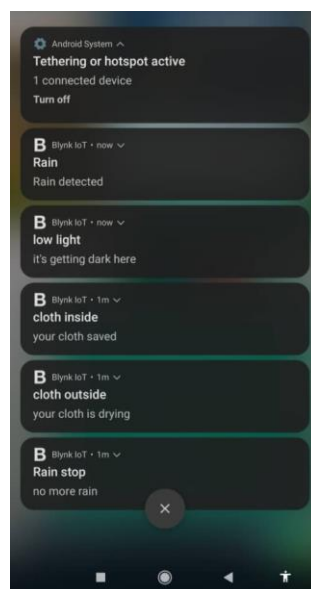 Android System
Tethering or hotspot active
1 connected device
Turn off
B Blynk IoT • now
Rain
Rain detected
B Blynk IoT • now
low light
it's getting dark here
B Blynk IoT • 1m
cloth inside
your cloth saved
B Blynk IoT • 1m
cloth outside
your cloth is drying
B Blynk IoT • 1m
Rain stop
no more rain